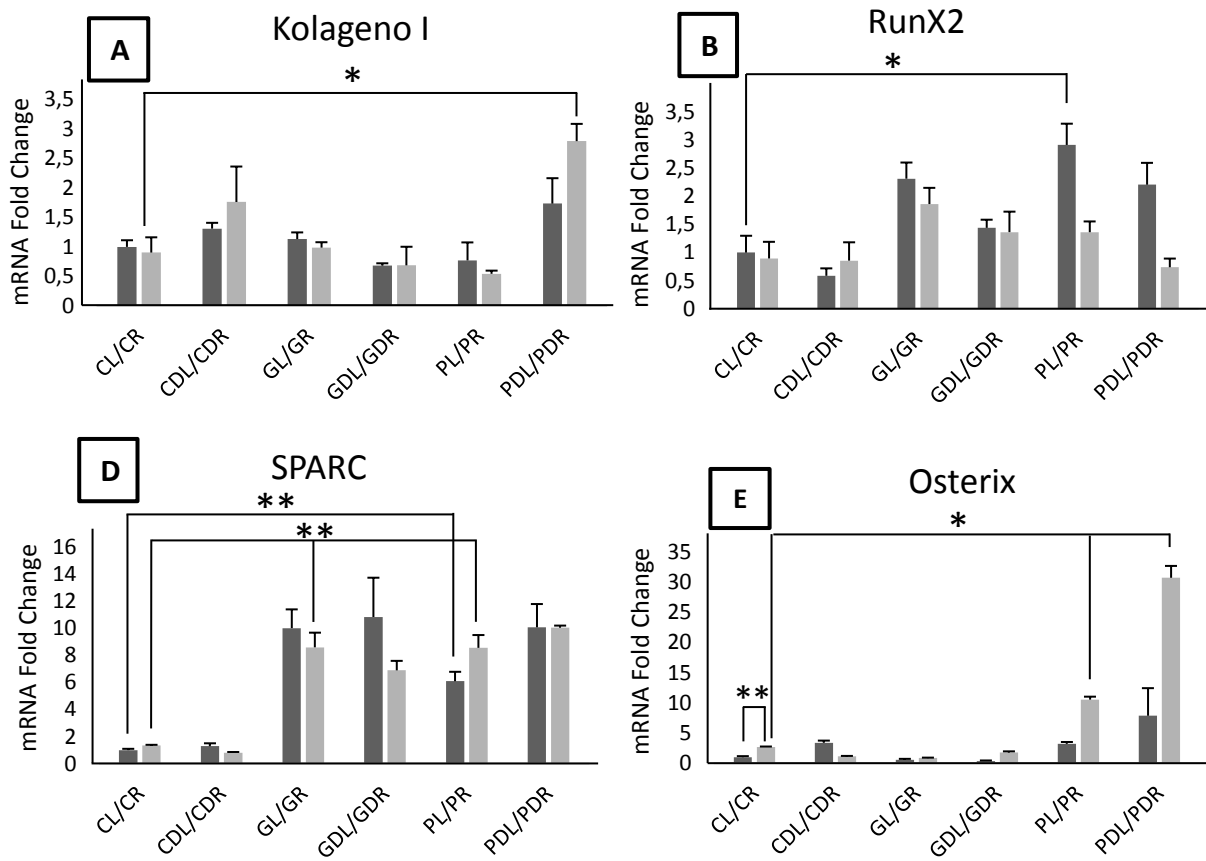 A
Kolageno I
*
mRNA Fold Change
3,5
3
2,5
2
1,5
1
0,5
0
CL/CR
CDL/CDR
GL/GR
GDL/GDR
PL/PR
PDL/PDR
B
RunX2
*
mRNA Fold Change
3,5
3
2,5
2
1,5
1
0,5
0
CL/CR
CDL/CDR
GL/GR
GDL/GDR
PL/PR
PDL/PDR
D
SPARC
**
**
mRNA Fold Change
16
14
12
10
8
6
4
2
0
CL/CR
CDL/CDR
GL/GR
GDL/GDR
PL/PR
PDL/PDR
E
Osterix
*
**
mRNA Fold Change
35
30
25
20
15
10
5
0
CL/CR
CDL/CDR
GL/GR
GDL/GDR
PL/PR
PDL/PDR